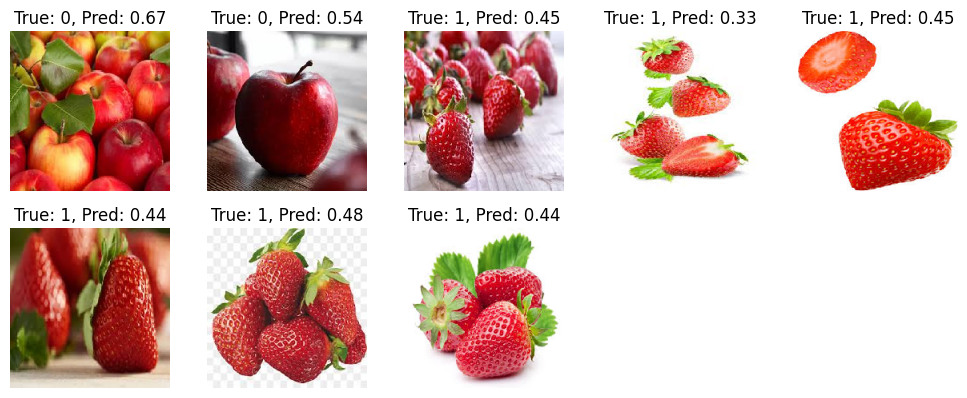 True: 0, Pred: 0.67
True: 0, Pred: 0.54
True: 1, Pred: 0.45
True: 1, Pred: 0.33
True: 1, Pred: 0.45
True: 1, Pred: 0.44
True: 1, Pred: 0.48
True: 1, Pred: 0.44